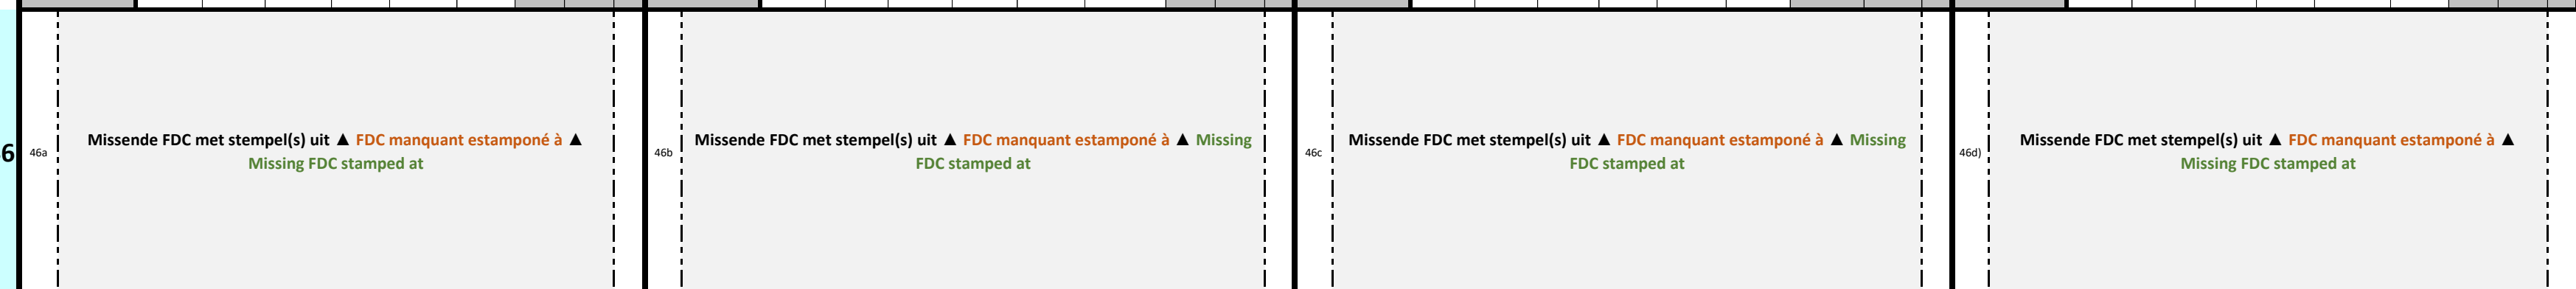 6
46a
Missende FDC met stempel(s) uit ▲ FDC manquant estamponé à ▲
Missing FDC stamped at
46b
Missende FDC met stempel(s) uit ▲ FDC manquant estamponé à ▲ Missing
FDC stamped at
46c
Missende FDC met stempel(s) uit ▲ FDC manquant estamponé à ▲ Missing
FDC stamped at
46d)
Missende FDC met stempel(s) uit ▲ FDC manquant estamponé à ▲
Missing FDC stamped at